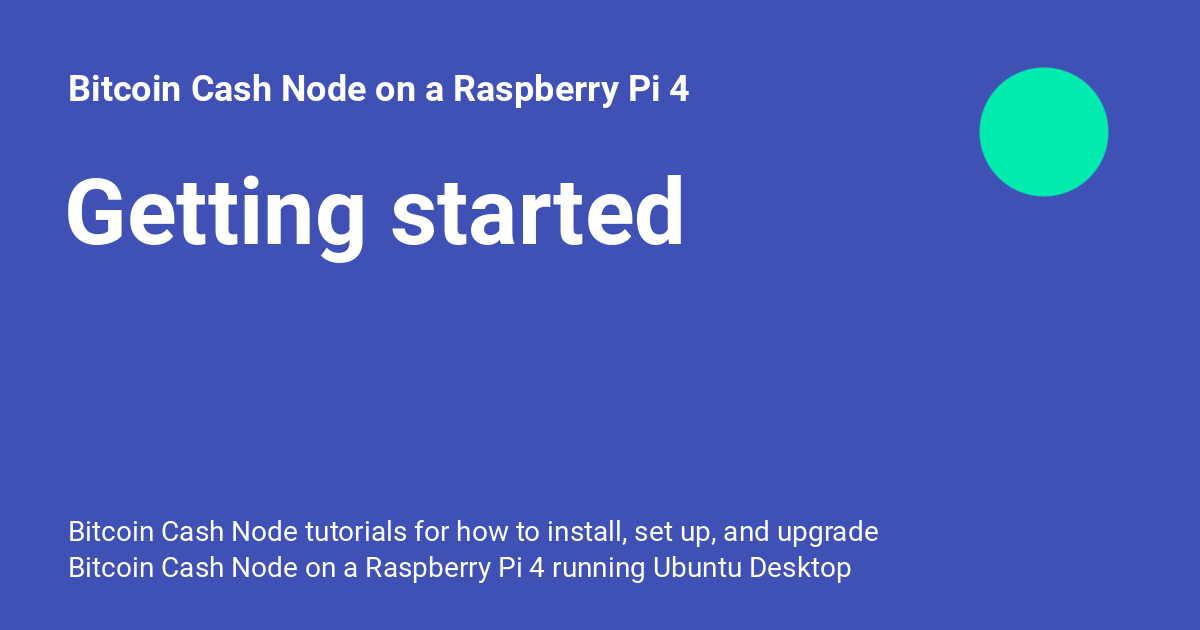 Bitcoin Cash Node on a Raspberry Pi 4
Getting started
Bitcoin Cash Node tutorials for how to install, set up, and upgrade
Bitcoin Cash Node on a Raspberry Pi 4 running Ubuntu Desktop